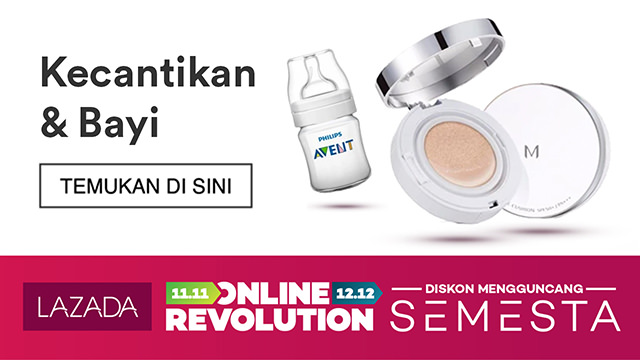 Kecantikan
& Bayi
TEMUKAN DI SINI
PHILIPS
AVENT
M
LAZADA
11.11 ONLINE 12.12
REVOLUTION
DISKON MENGGUNCANG
SEMESTA